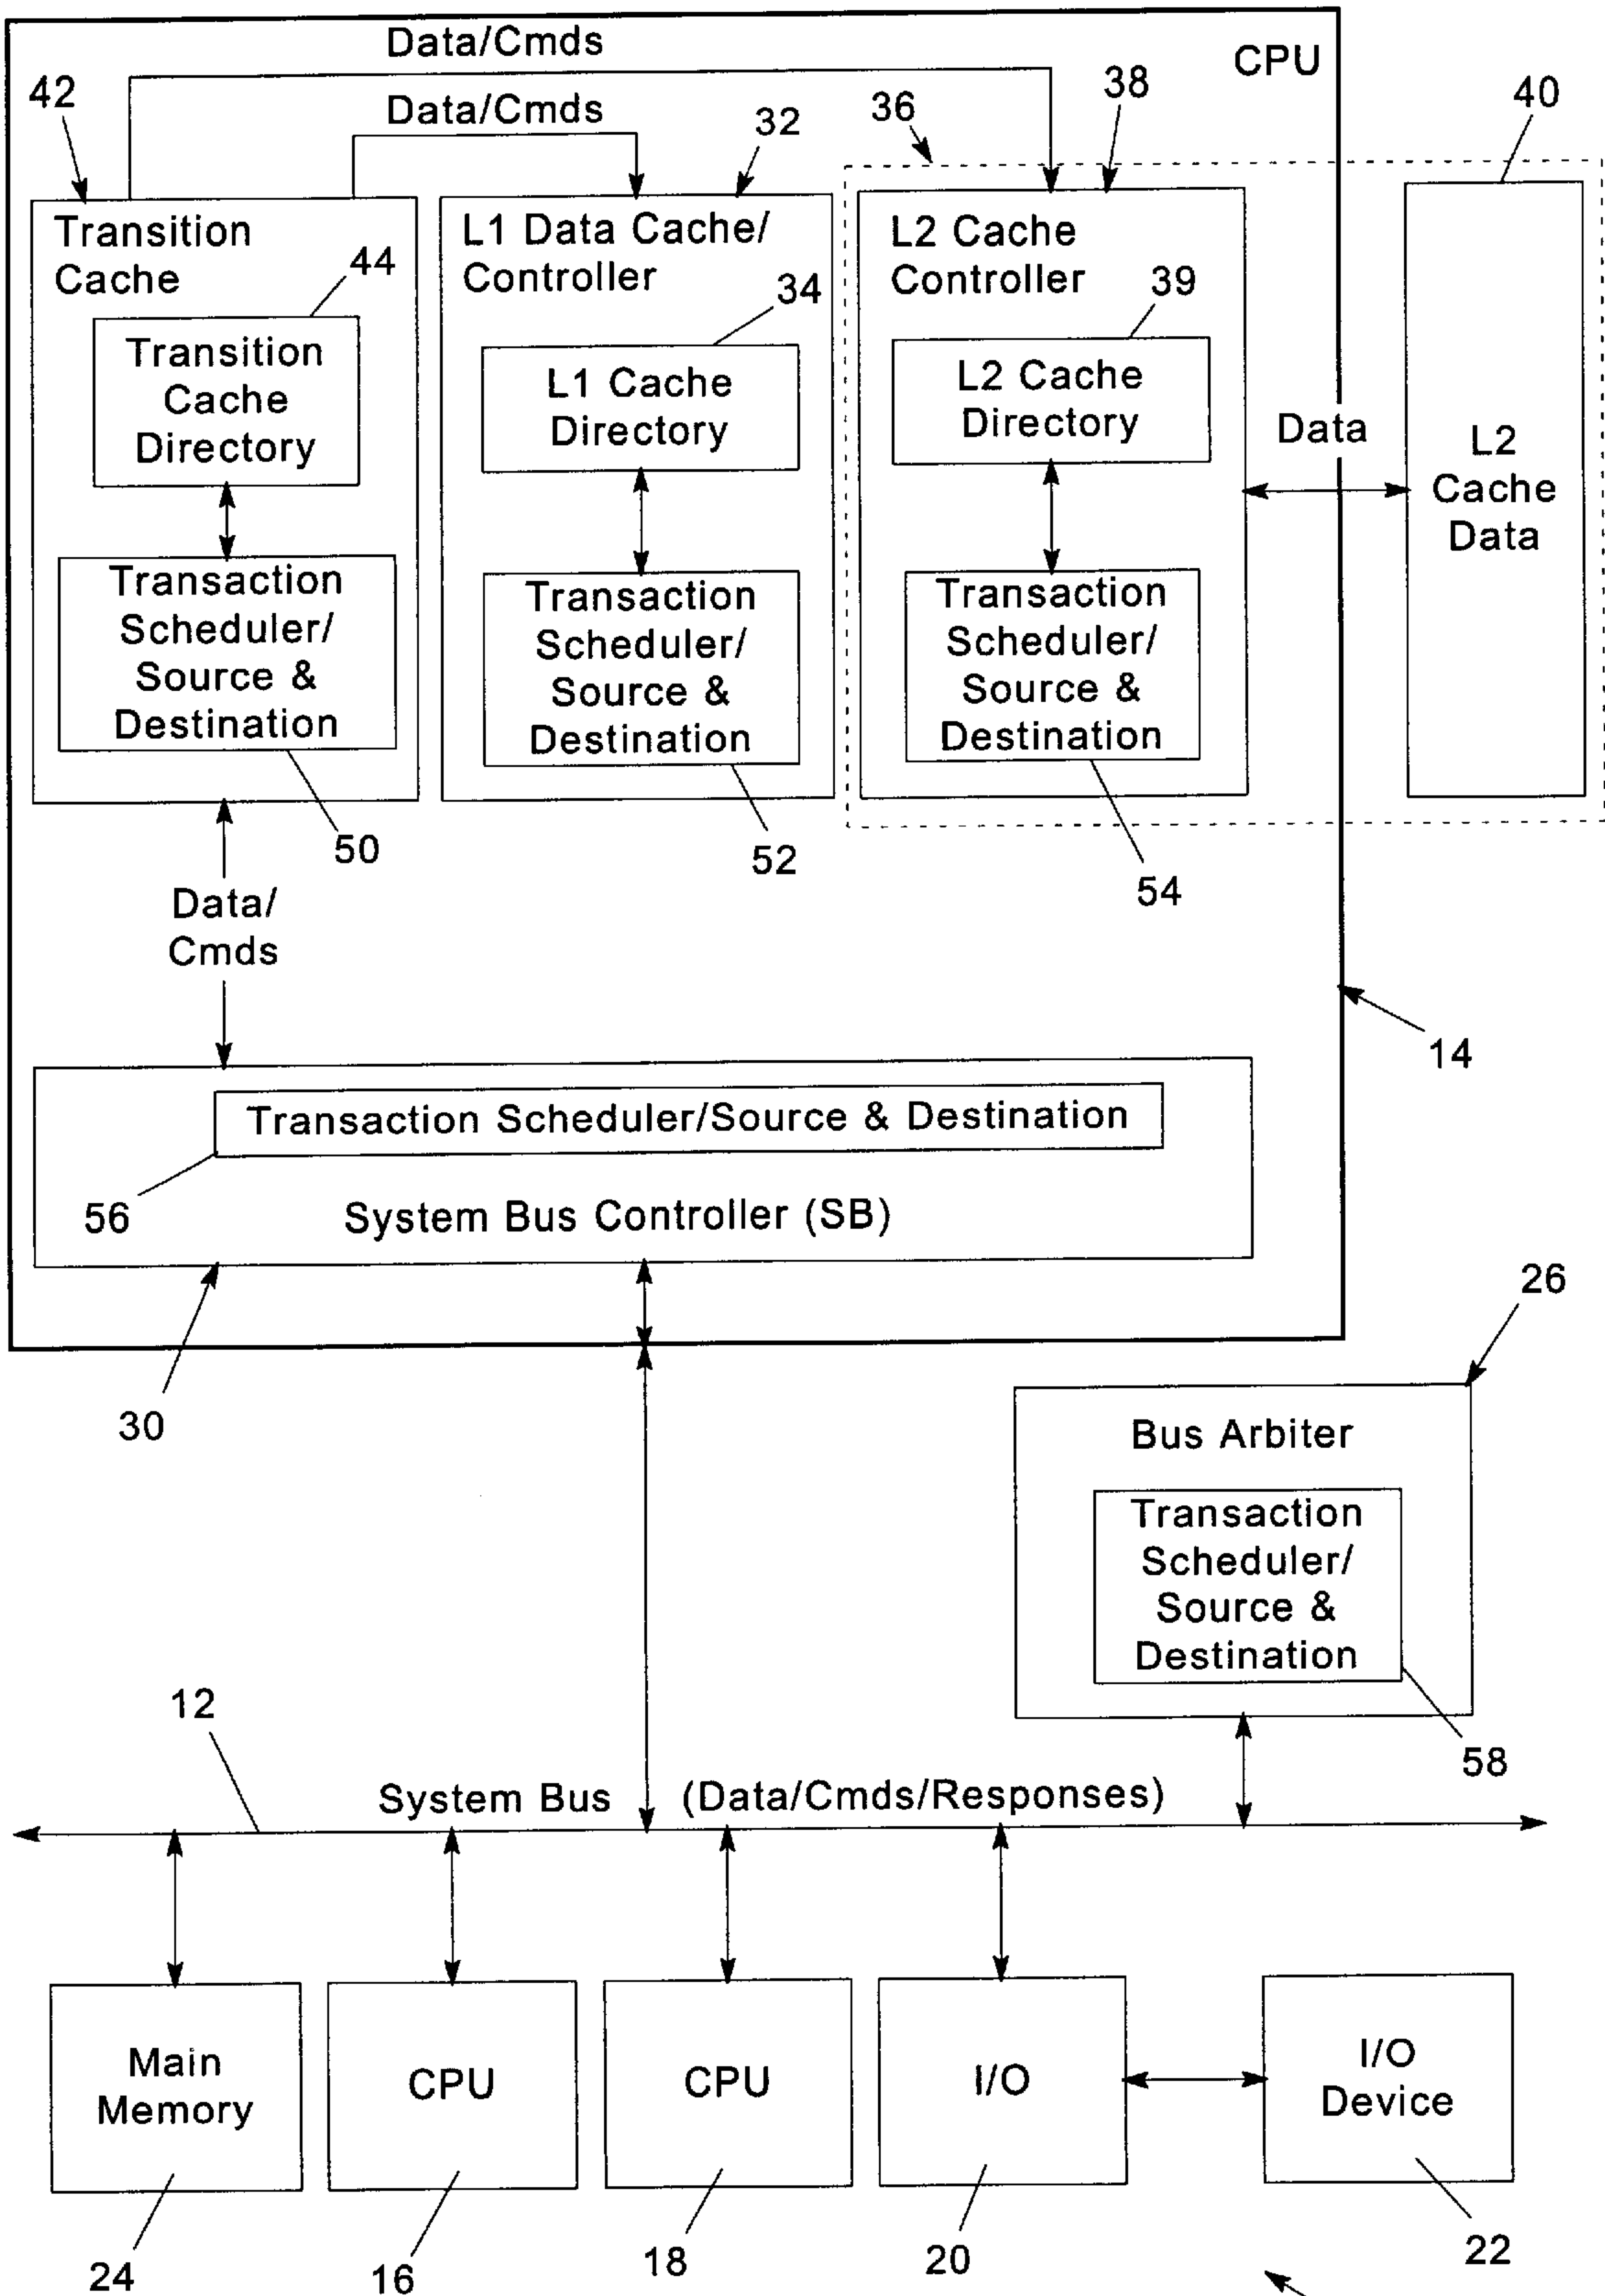 Data/Cmds
CPU
42
Data/Cmds
32
36
38
40
Transition
Cache
44
Transition
Cache
Directory
Transaction
Scheduler/
Source &
Destination
50
L1 Data Cache/
Controller
34
L1 Cache
Directory
Transaction
Scheduler/
Source &
Destination
52
L2 Cache
Controller
39
L2 Cache
Directory
Transaction
Scheduler/
Source &
Destination
54
Data
L2
Cache
Data
Data/
Cmds
14
Transaction Scheduler/Source & Destination
56
System Bus Controller (SB)
30
26
Bus Arbiter
Transaction
Scheduler/
Source &
Destination
58
12
System Bus (Data/Cmds/Responses)
Main
Memory
CPU
CPU
I/O
I/O
Device
24
16
18
20
22